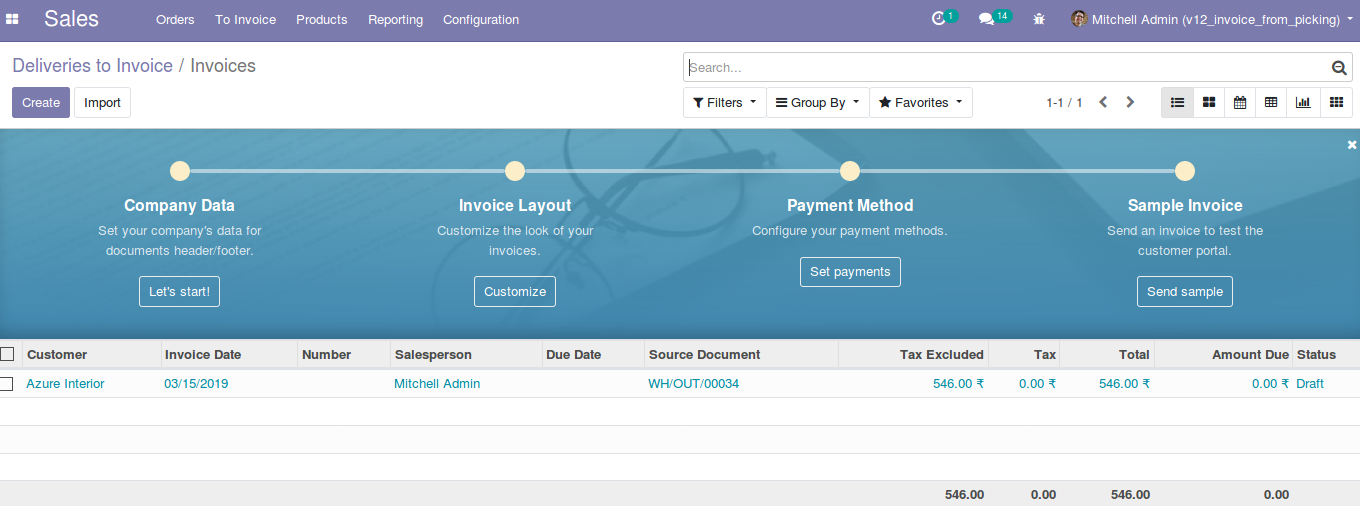 Sales Orders To Invoice Products Reporting Configuration 1 14 Mitchell Admin (v12_invoice_from_picking)
Deliveries to Invoice / Invoices
Search...
Create Import Filters Group By Favorites 1-1 / 1
Company Data Invoice Layout Payment Method Sample Invoice
Set your company's data for Customize the look of your Configure your payment methods. Send an invoice to test the
documents header/footer. invoices. customer portal.
Let's start! Customize Set payments Send sample
Customer Invoice Date Number Salesperson Due Date Source Document Tax Excluded Tax Total Amount Due Status
Azure Interior 03/15/2019 Mitchell Admin WH/OUT/00034 546.00 ₹ 0.00 ₹ 546.00 ₹ 0.00 ₹ Draft
546.00 0.00 546.00 0.00